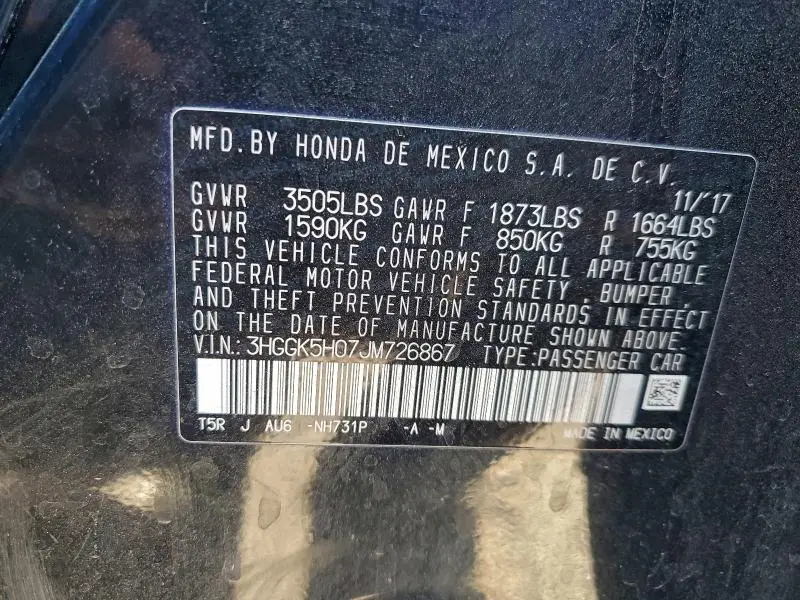 MFD.BY HONDA DE MEXICO S.A. DE C.V.
11/'17
GVWR 3505LBS GAWR F 1873LBS R 1664LBS
GVWR 1590KG GAWR F 850KG R 755KG
THIS VEHICLE CONFORMS TO ALL APPLICABLE
FEDERAL MOTOR VEHICLE SAFETY, BUMPER,
AND THEFT PREVENTION STANDARDS IN EFFECT
ON THE DATE OF MANUFACTURE SHOWN ABOVE.
V.I.N.: 3HGGK5H07JM726867 TYPE:PASSENGER CAR
T5R J AU6 -NH731P -A -M
MADE IN MEXICO